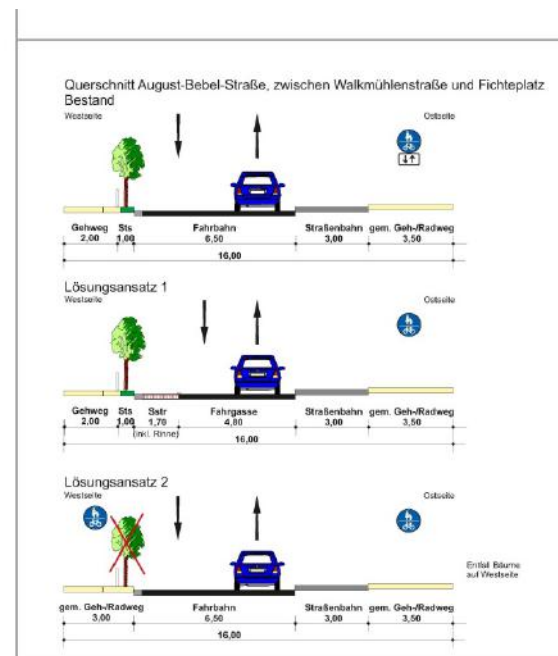 Querschnitt August-Bebel-Straße, zwischen Walkmühlenstraße und Fichteplatz
Bestand
Westseite Ostseite
Gehweg Sts Fahrbahn Straßenbahn gem. Geh-/Radweg
2,00 1,00 6,50 3,00 3,50
16,00
Lösungsansatz 1
Westseite Ostseite
Gehweg Sts Sstr Fahrgasse Straßenbahn gem. Geh-/Radweg
2,00 1,00 1,70 4,80 3,00 3,50
(inkl. Rinne)
16,00
Lösungsansatz 2
Westseite Ostseite
Entfall Bäume
auf Westseite
gem. Geh-/Radweg Fahrbahn Straßenbahn gem. Geh-/Radweg
3,00 6,50 3,00 3,50
16,00